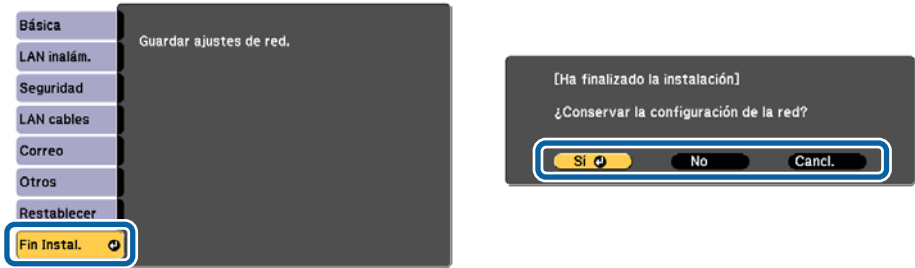 Básica
LAN inalám.
Seguridad
LAN cables
Correo
Otros
Restablecer
Fin Instal.
Guardar ajustes de red.
[Ha finalizado la instalación]
¿Conservar la configuración de la red?
Sí No Cancl.